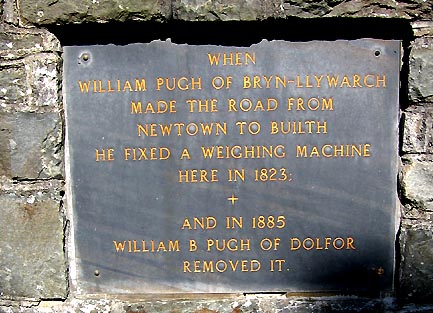 WHEN
WILLIAM PUGH OF BRYN-LLYWARCH
MADE THE ROAD FROM
NEWTOWN TO BUILTH
HE FIXED A WEIGHING MACHINE
HERE IN 1823;
+
AND IN 1885
WILLIAM B PUGH OF DOLFOR
REMOVED IT.